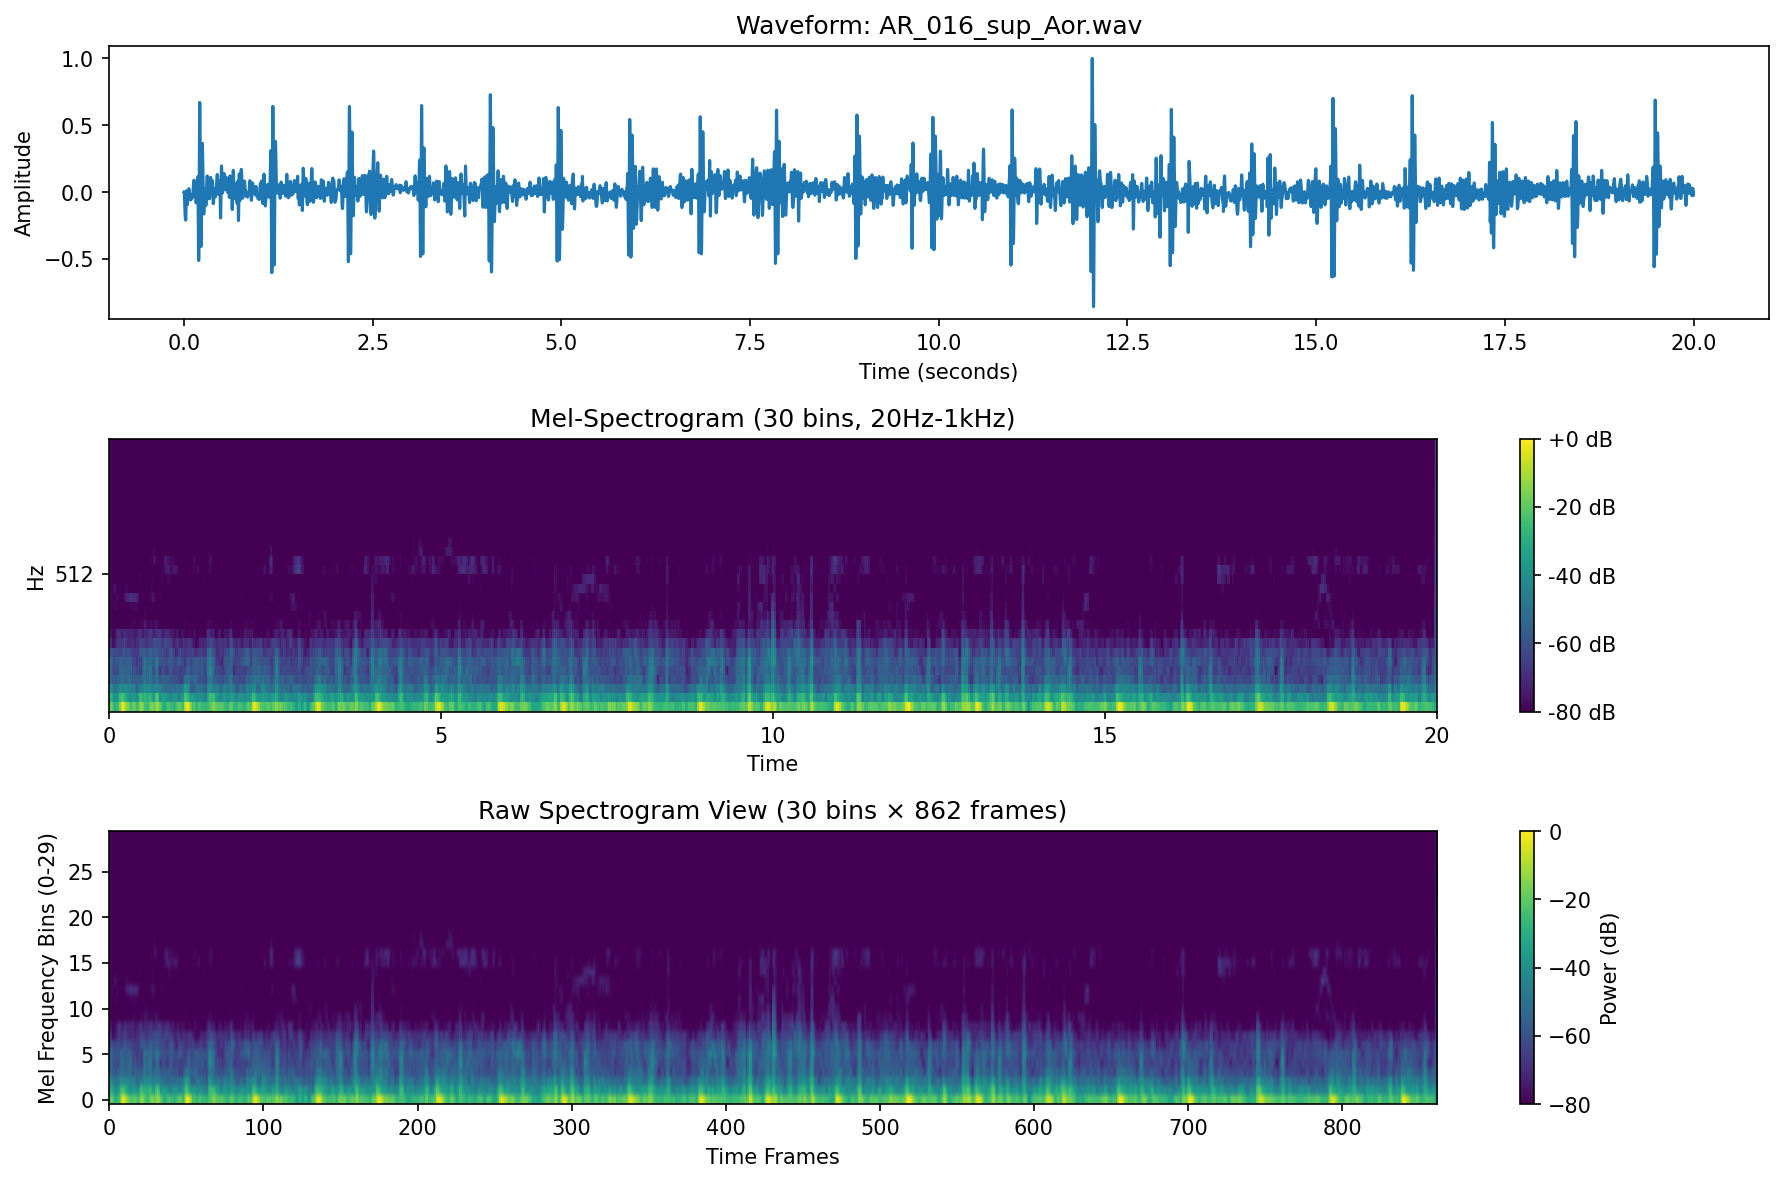 Waveform: AR_016_sup_Aor.wav
Amplitude
1.0
0.5
0.0
−0.5
0.0 2.5 5.0 7.5 10.0 12.5 15.0 17.5 20.0
Time (seconds)
Mel-Spectrogram (30 bins, 20Hz-1kHz)
Hz
512
0 5 10 15 20
Time
+0 dB
-20 dB
-40 dB
-60 dB
-80 dB
Raw Spectrogram View (30 bins × 862 frames)
Mel Frequency Bins (0-29)
25
20
15
10
5
0
0 100 200 300 400 500 600 700 800
Time Frames
0
−20
−40
−60
−80
Power (dB)